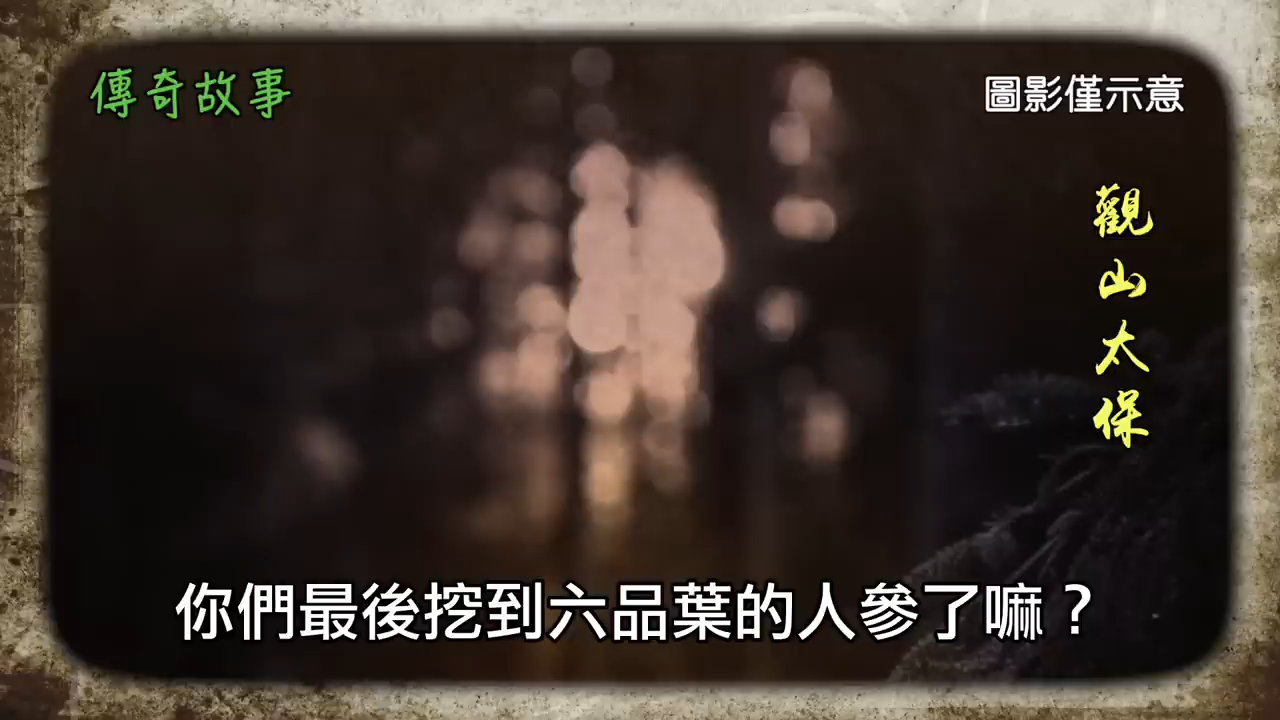 傳奇故事
圖影僅示意
觀山太保
你們最後挖到六品葉的人參了嘛？